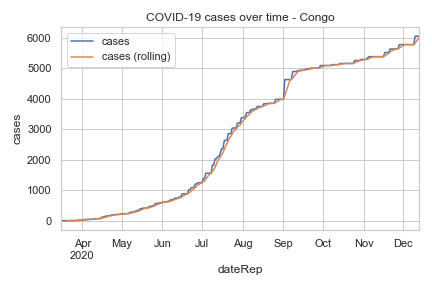 COVID-19 cases over time - Congo
cases
cases (rolling)
6000
5000
4000
3000
2000
1000
0
cases
Apr
2020
May
Jun
Jul
Aug
Sep
Oct
Nov
Dec
dateRep